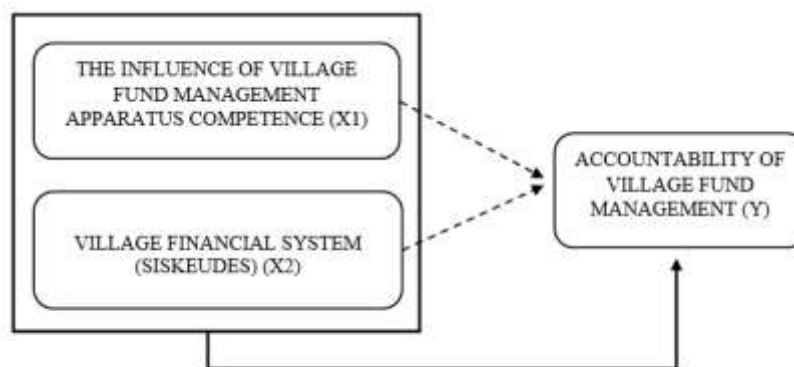 THE INFLUENCE OF VILLAGE
FUND MANAGEMENT
APPARATUS COMPETENCE (X1)
VILLAGE FINANCIAL SYSTEM
(SISKEUDES) (X2)
ACCOUNTABILITY OF
VILLAGE FUND
MANAGEMENT (Y)